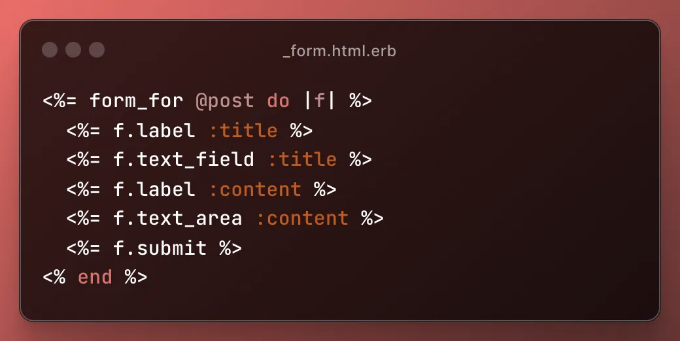 _form.html.erb
<%= form_for @post do |f| %>
  <%= f.label :title %>
  <%= f.text_field :title %>
  <%= f.label :content %>
  <%= f.text_area :content %>
  <%= f.submit %>
<% end %>